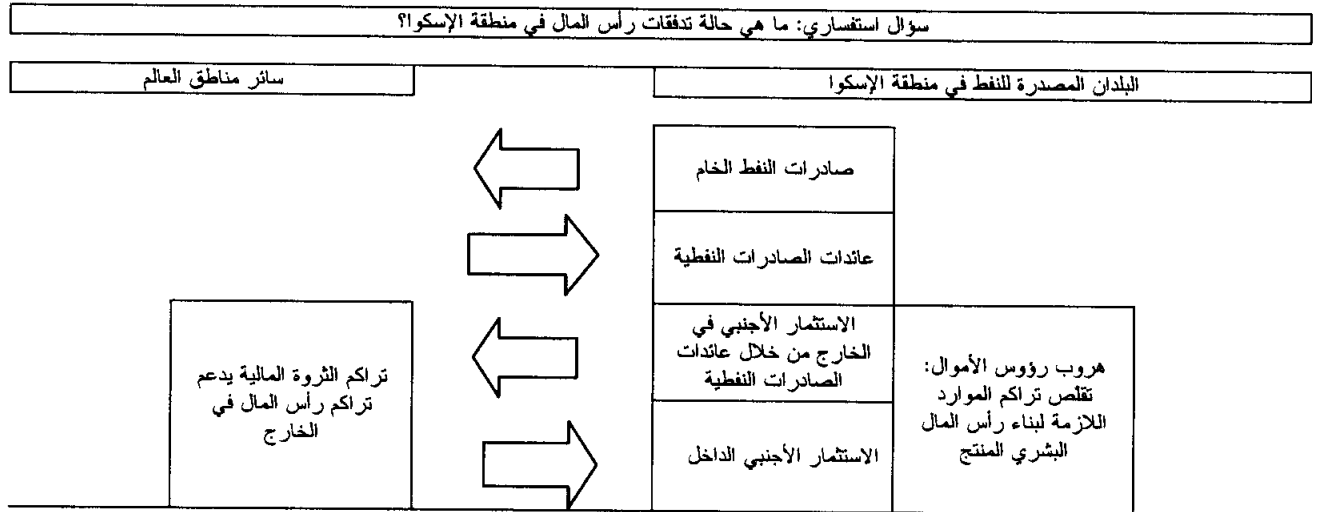 سؤال استفساري: ما هي حالة تدفقات رأس المال في منطقة الإسكوا؟
البلدان المصدرة للنفط في منطقة الإسكوا
سائر مناطق العالم
صادرات النفط الخام
عائدات الصادرات النفطية
الاستثمار الأجنبي في
الخارج من خلال عائدات
الصادرات النفطية
الاستثمار الأجنبي الداخل
هروب رؤوس الأموال:
تقلّص تراكم الموارد
اللازمة لبناء رأس المال
البشري المنتج
تراكم الثروة المالية يدعم
تراكم رأس المال في
الخارج